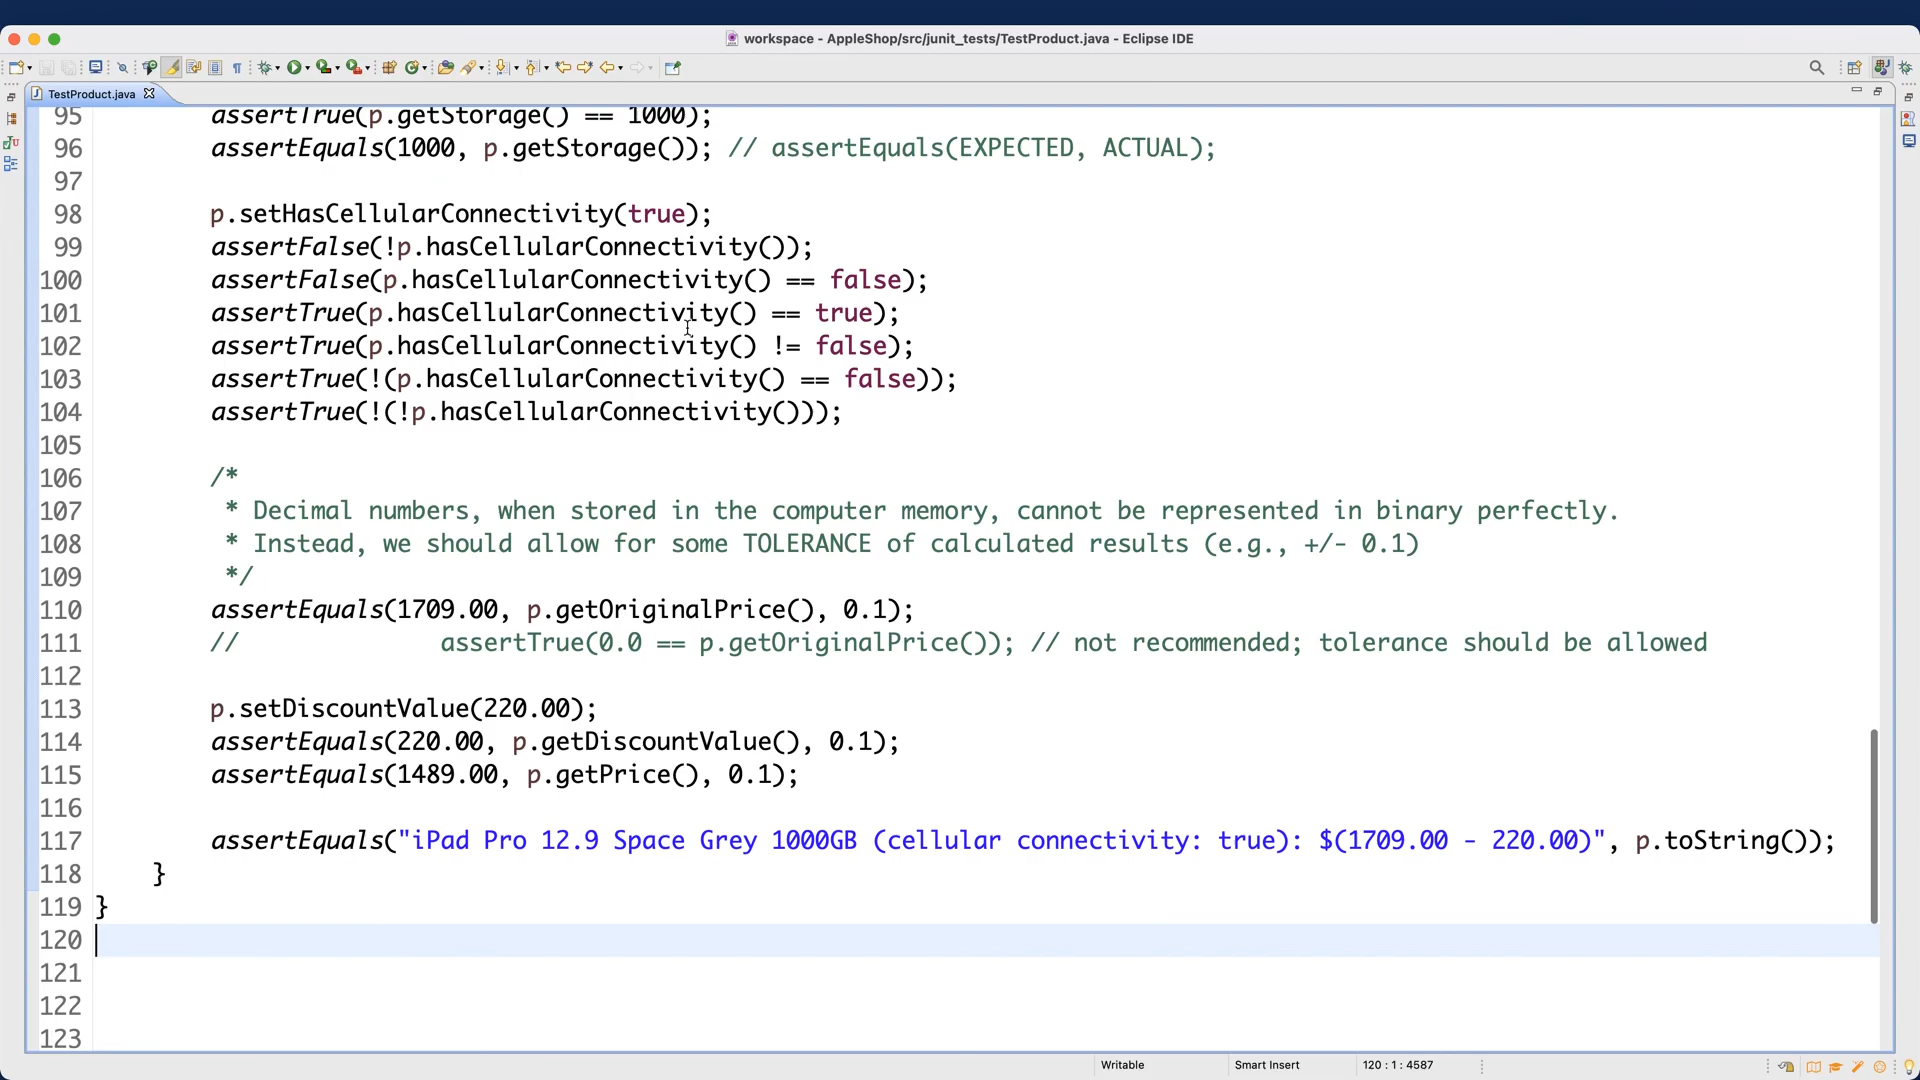 workspace - AppleShop/src/junit_tests/TestProduct.java - Eclipse IDE
TestProduct.java
95 assertTrue(p.getStorage() == 1000);
96 assertEquals(1000, p.getStorage()); // assertEquals(EXPECTED, ACTUAL);
97
98 p.setHasCellularConnectivity(true);
99 assertFalse(!p.hasCellularConnectivity());
100 assertFalse(p.hasCellularConnectivity() == false);
101 assertTrue(p.hasCellularConnectivity() == true);
102 assertTrue(p.hasCellularConnectivity() != false);
103 assertTrue(!(p.hasCellularConnectivity() == false));
104 assertTrue(!(!p.hasCellularConnectivity()));
105
106 /*
107 * Decimal numbers, when stored in the computer memory, cannot be represented in binary perfectly.
108 * Instead, we should allow for some TOLERANCE of calculated results (e.g., +/- 0.1)
109 */
110 assertEquals(1709.00, p.getOriginalPrice(), 0.1);
111 // assertTrue(0.0 == p.getOriginalPrice()); // not recommended; tolerance should be allowed
112
113 p.setDiscountValue(220.00);
114 assertEquals(220.00, p.getDiscountValue(), 0.1);
115 assertEquals(1489.00, p.getPrice(), 0.1);
116
117 assertEquals("iPad Pro 12.9 Space Grey 1000GB (cellular connectivity: true): $(1709.00 - 220.00)", p.toString());
118 }
119 }
120
121
122
123
Writable Smart Insert 120 : 1 : 4587